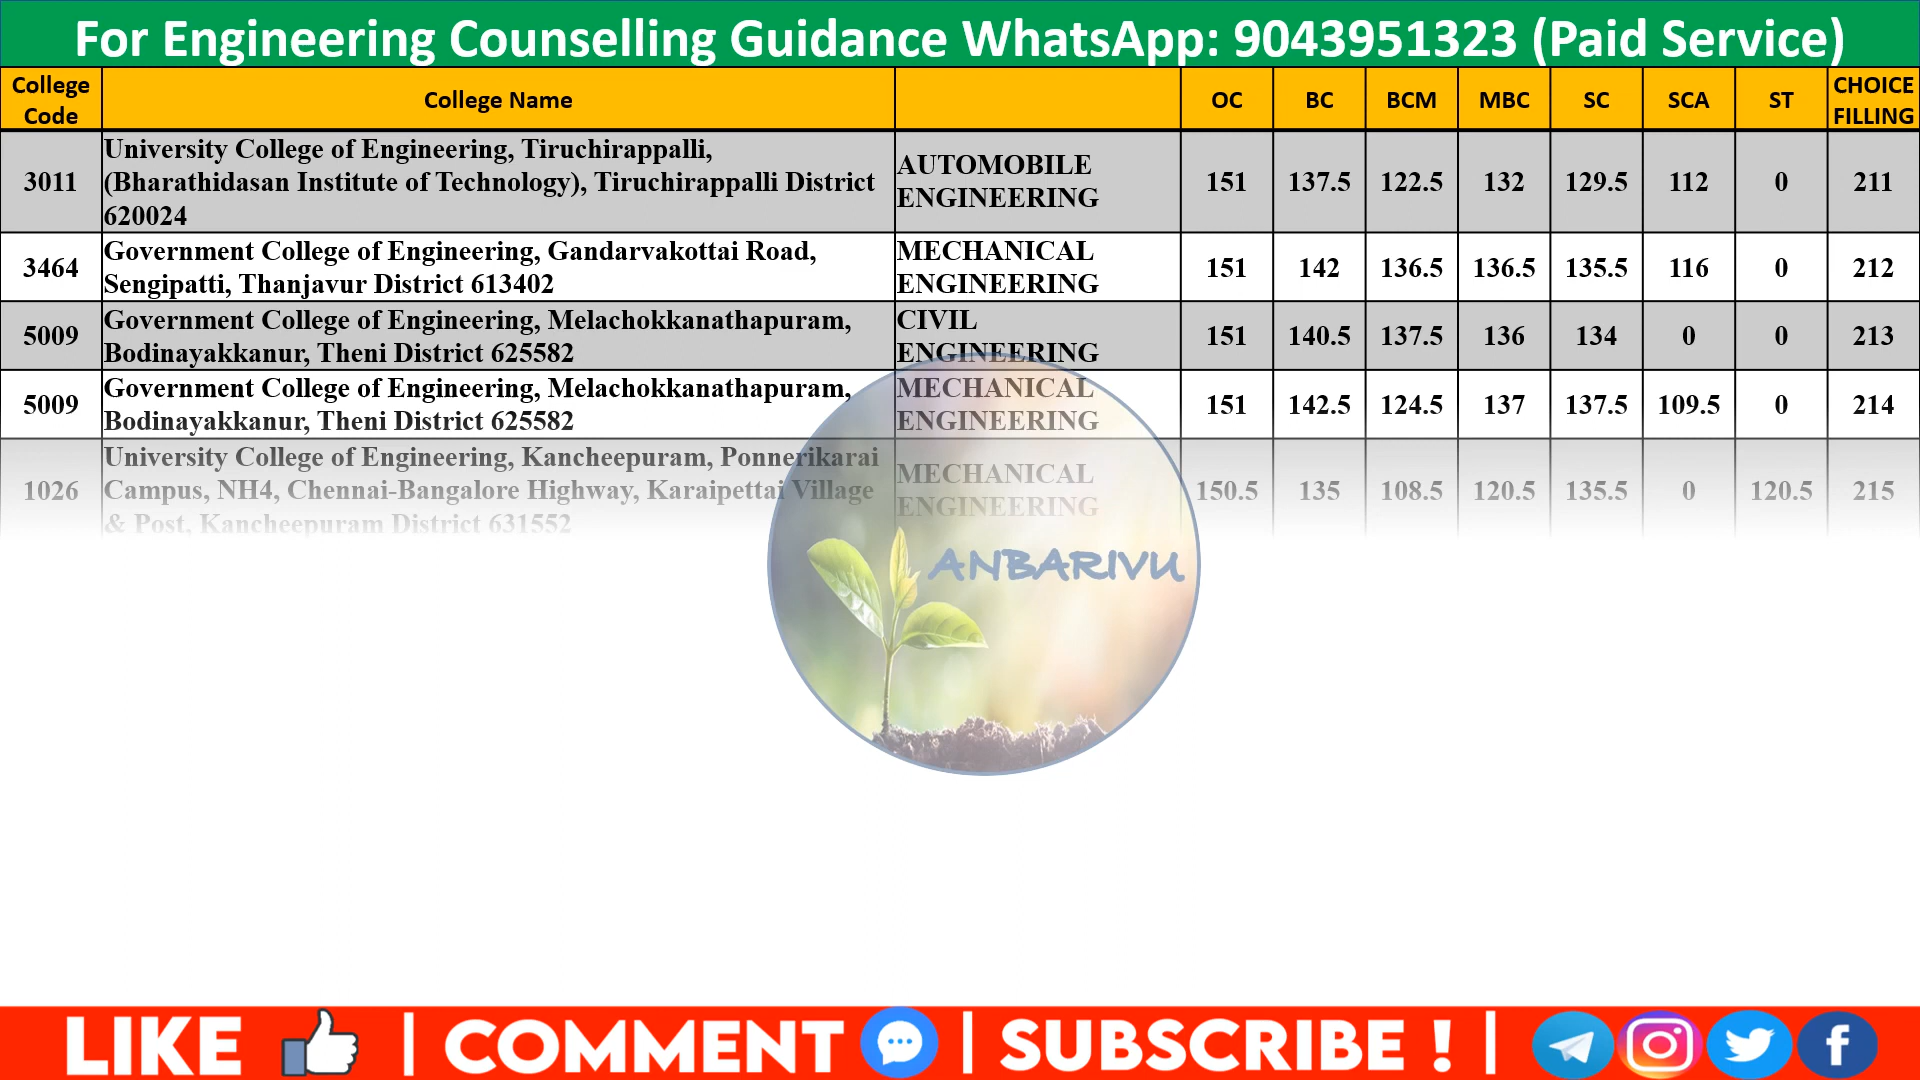 For Engineering Counselling Guidance WhatsApp: 9043951323 (Paid Service)
College Code College Name OC BC BCM MBC SC SCA ST CHOICE FILLING
3011 University College of Engineering, Tiruchirappalli, (Bharathidasan Institute of Technology), Tiruchirappalli District 620024 AUTOMOBILE ENGINEERING 151 137.5 122.5 132 129.5 112 0 211
3464 Government College of Engineering, Gandarvakottai Road, Sengipatti, Thanjavur District 613402 MECHANICAL ENGINEERING 151 142 136.5 136.5 135.5 116 0 212
5009 Government College of Engineering, Melachokkanathapuram, Bodinayakkanur, Theni District 625582 CIVIL ENGINEERING 151 140.5 137.5 136 134 0 0 213
5009 Government College of Engineering, Melachokkanathapuram, Bodinayakkanur, Theni District 625582 MECHANICAL ENGINEERING 151 142.5 124.5 137 137.5 109.5 0 214
1026 University College of Engineering, Kancheepuram, Ponnerikarai Campus, NH4, Chennai-Bangalore Highway, Karaipettai Village & Post, Kancheepuram District 631552 MECHANICAL ENGINEERING 150.5 135 108.5 120.5 135.5 0 120.5 215
ANBARIVU
LIKE | COMMENT | SUBSCRIBE ! |